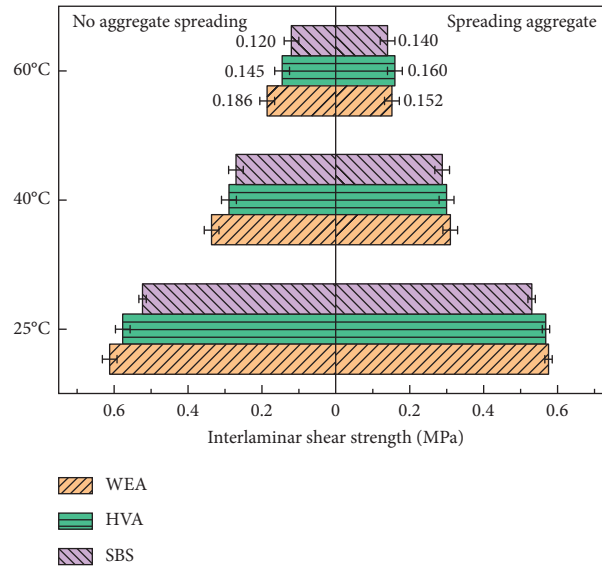 No aggregate spreading Spreading aggregate
0.120 0.140
60°C 0.145 0.160
0.186 0.152
40°C
25°C
0.6 0.4 0.2 0 0.2 0.4 0.6
Interlaminar shear strength (MPa)
WEA
HVA
SBS